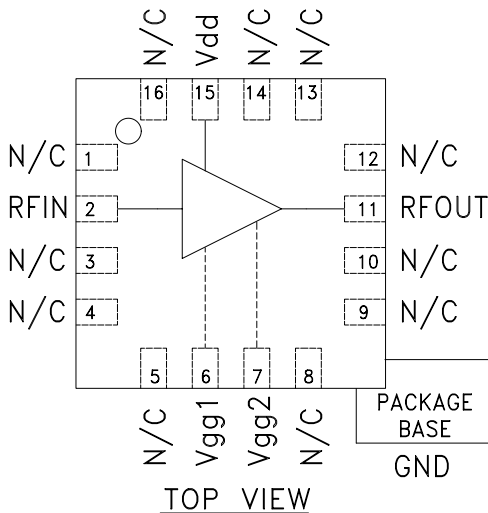 N/C Vdd N/C N/C
16 15 14 13
N/C 1 12 N/C
RFIN 2 11 RFOUT
N/C 3 10 N/C
N/C 4 9 N/C
5 6 7 8
N/C Vgg1 Vgg2 N/C
PACKAGE
BASE
GND
TOP VIEW